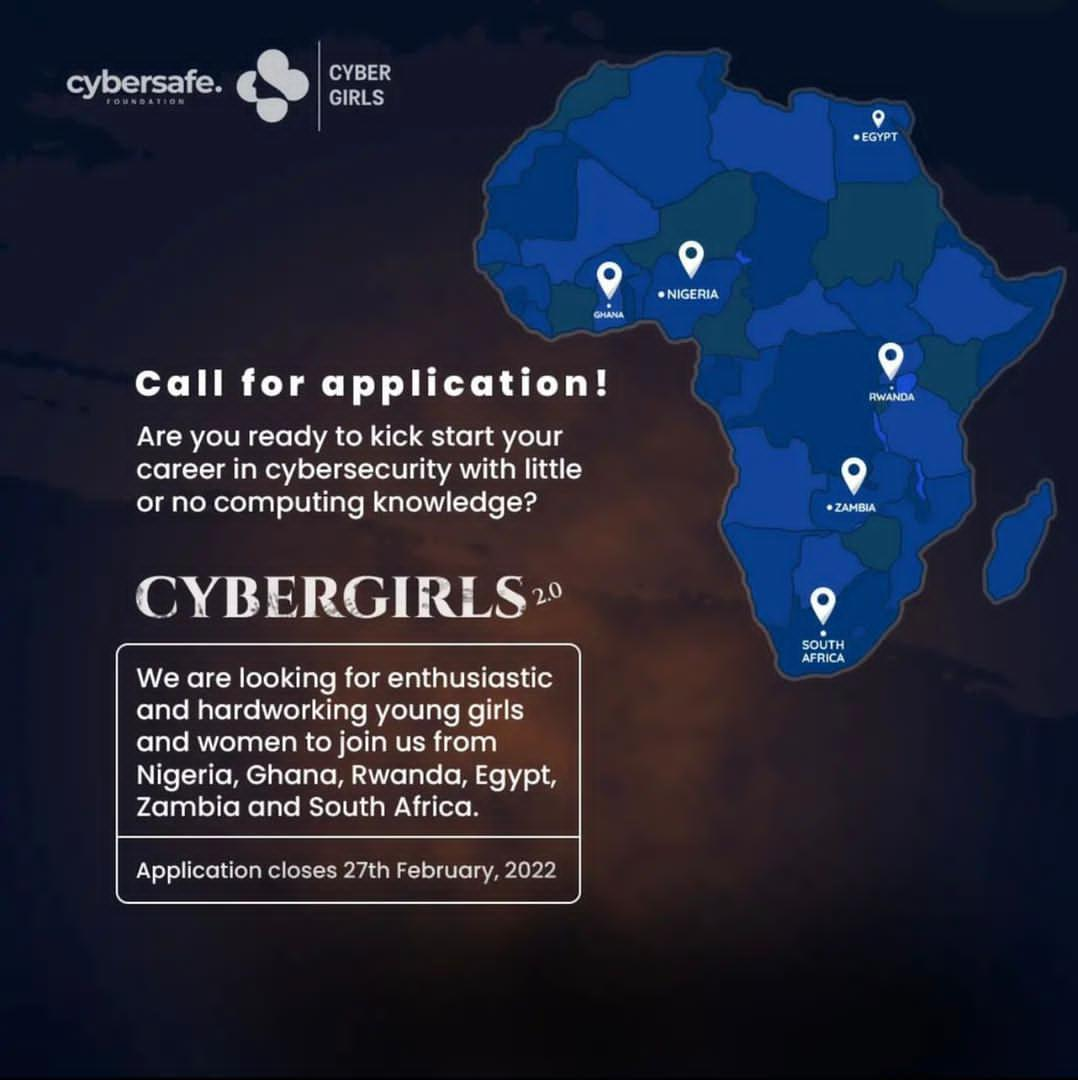 cybersafe.
FOUNDATION
CYBER
GIRLS
EGYPT
NIGERIA
GHANA
RWANDA
ZAMBIA
SOUTH
AFRICA
Call for application!
Are you ready to kick start your
career in cybersecurity with little
or no computing knowledge?
CYBERGIRLS 2.0
We are looking for enthusiastic
and hardworking young girls
and women to join us from
Nigeria, Ghana, Rwanda, Egypt,
Zambia and South Africa.
Application closes 27th February, 2022